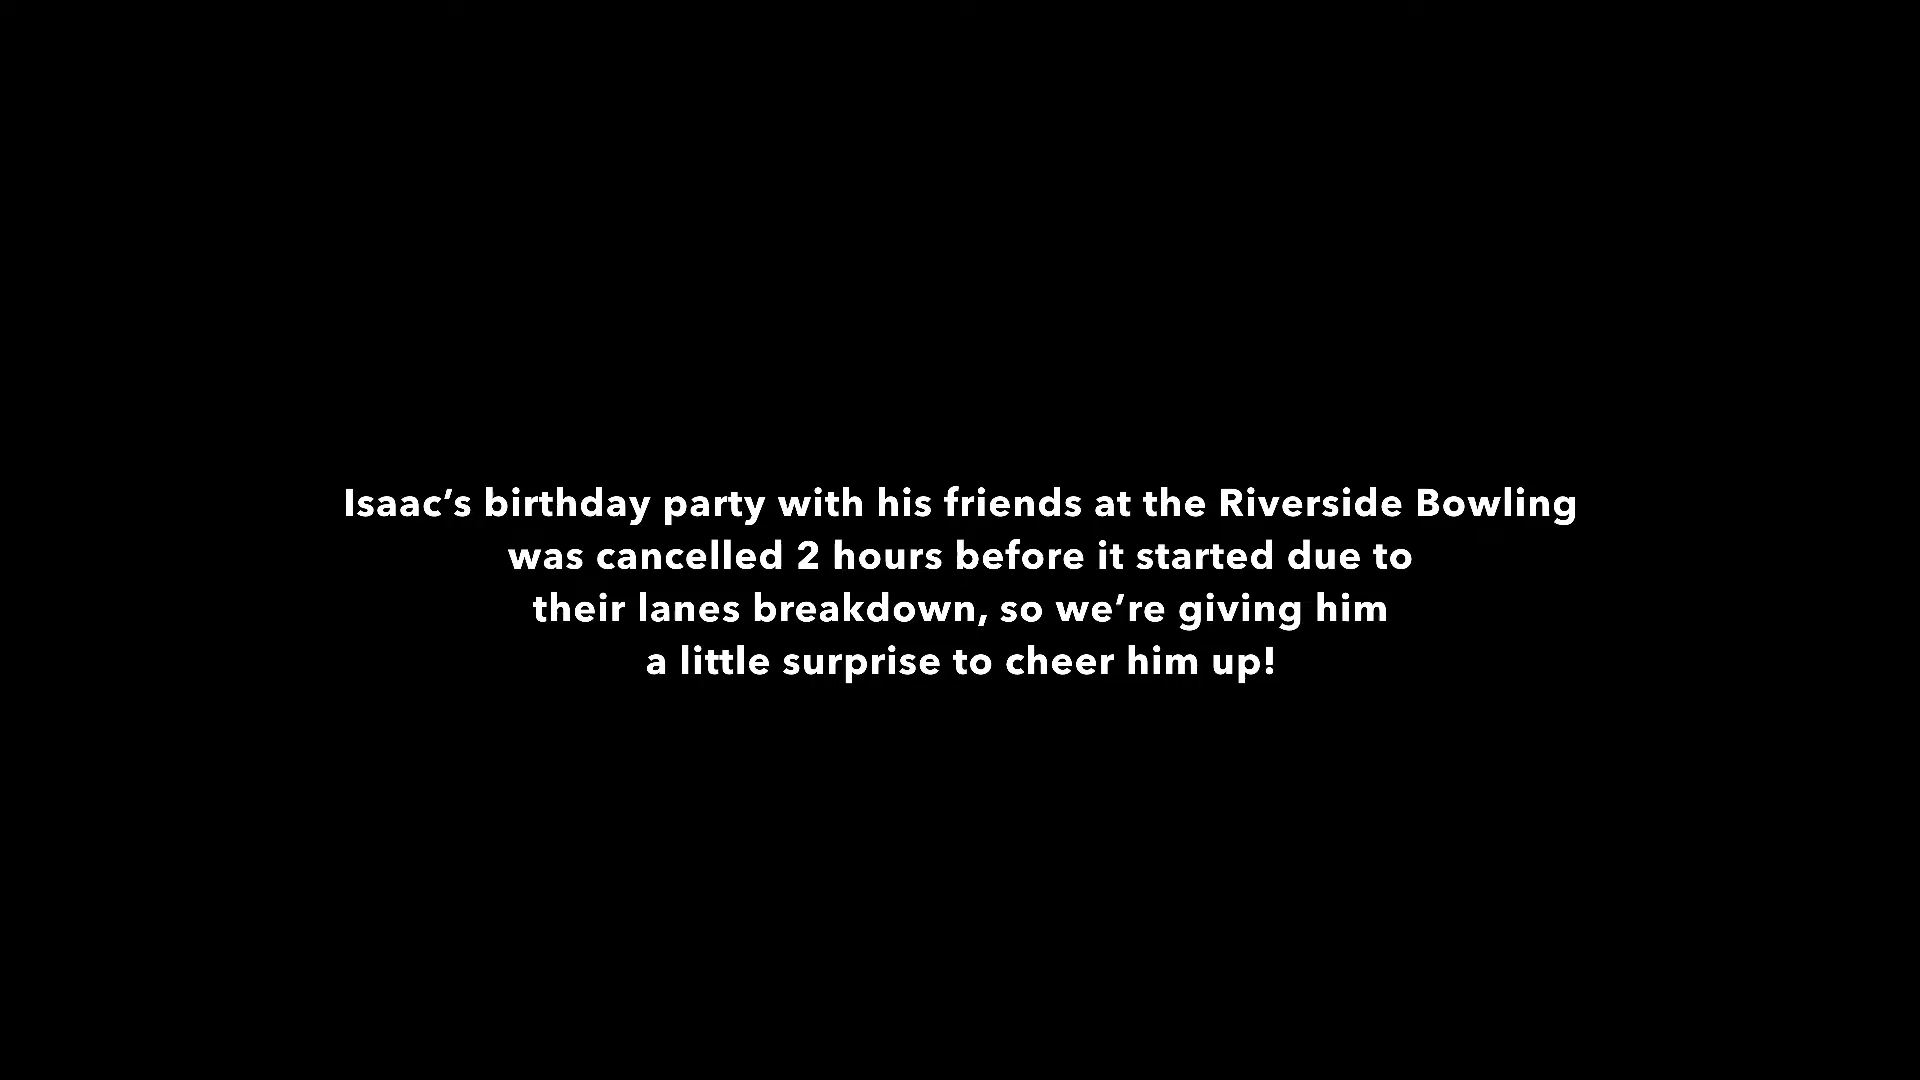 Isaac’s birthday party with his friends at the Riverside Bowling
was cancelled 2 hours before it started due to
their lanes breakdown, so we’re giving him
a little surprise to cheer him up!